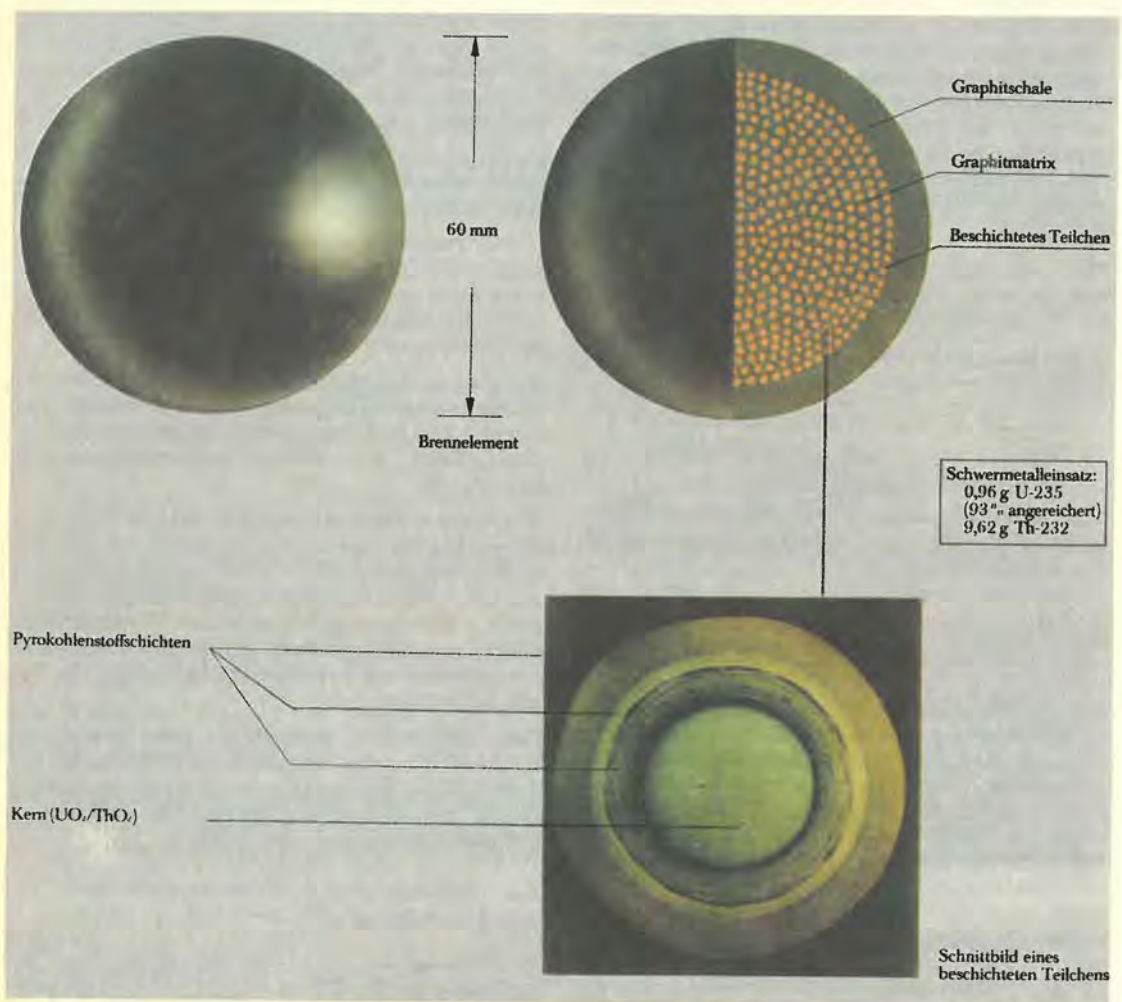 Graphitschale
Graphitmatrix
Beschichtetes Teilchen
60 mm
Brennelement
Schwermetalleinsatz:
0,96 g U-235
(93 % angereichert)
9,62 g Th-232
Pyrokohlenstoffschichten
Kern (UO₂/ThO₂)
Schnittbild eines
beschichteten Teilchens